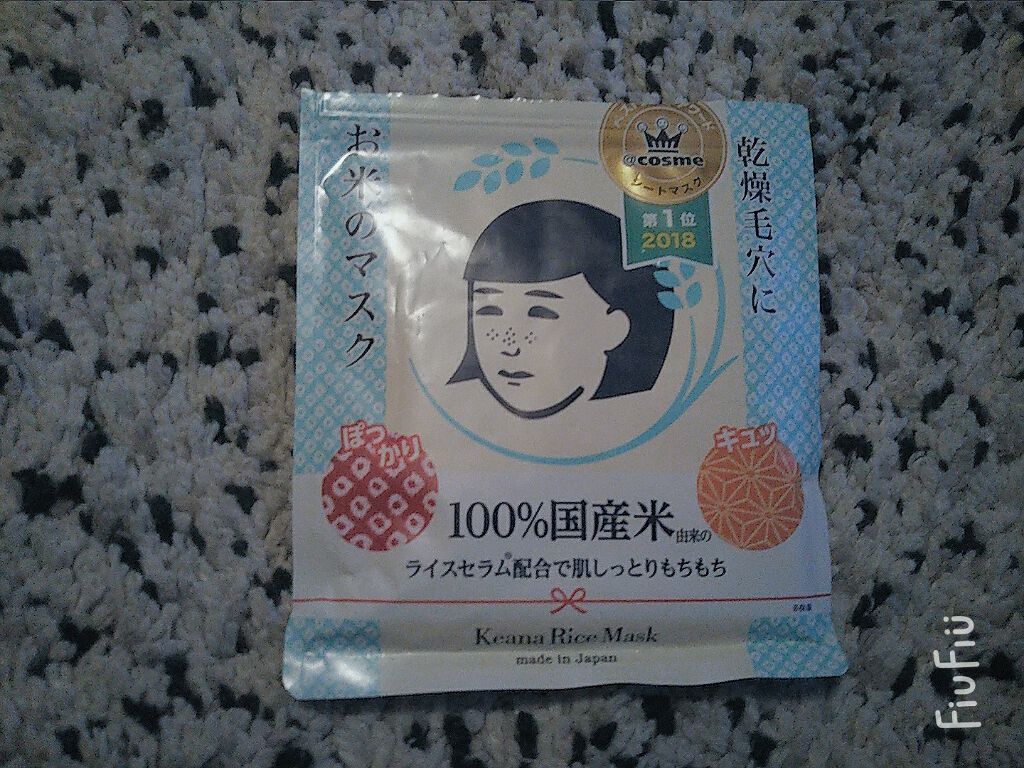 お米のマスク
@cosme
シートマスク
第1位
2018
乾燥毛穴に
ぽっかり
キュッ
100%国産米由来の
ライスセラム®配合で肌しっとりもちもち
Keana Rice Mask
made in Japan
FiuFiü